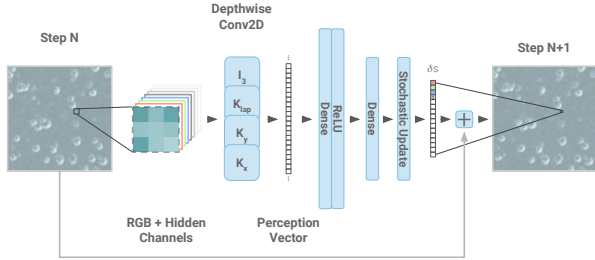 Depthwise
Conv2D
Step N
Step N+1
I3
Klap
Ky
Kx
Dense
ReLU
Dense
Stochastic Update
δs
RGB + Hidden
Channels
Perception
Vector